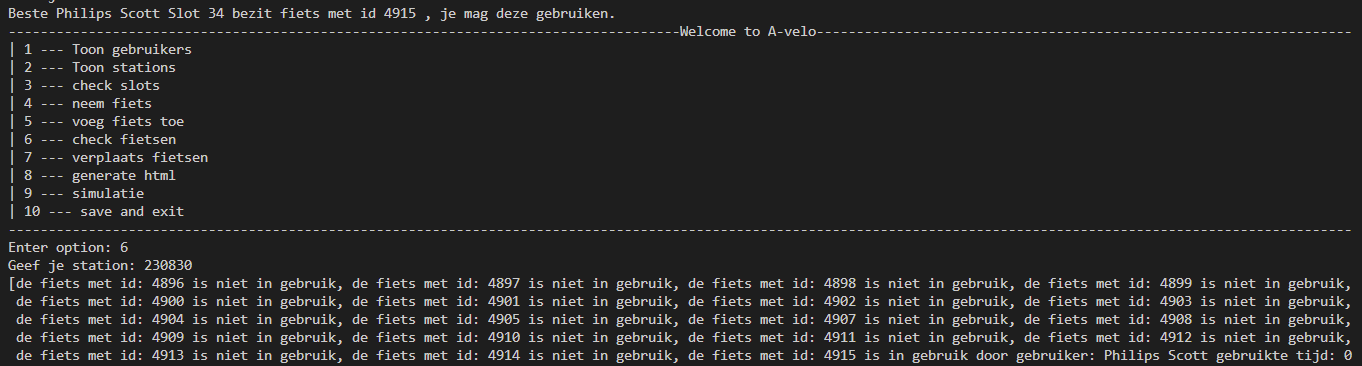 Beste Philips Scott Slot 34 bezit fiets met id 4915 , je mag deze gebruiken.
------------------------------------------------------------------------------------Welcome to A-velo-------------------------------------------------------------------
| 1 --- Toon gebruikers
| 2 --- Toon stations
| 3 --- check slots
| 4 --- neem fiets
| 5 --- voeg fiets toe
| 6 --- check fietsen
| 7 --- verplaats fietsen
| 8 --- generate html
| 9 --- simulatie
| 10 --- save and exit
------------------------------------------------------------------------------------------------------------------------------------------------------------------------
Enter option: 6
Geef je station: 230830
[de fiets met id: 4896 is niet in gebruik, de fiets met id: 4897 is niet in gebruik, de fiets met id: 4898 is niet in gebruik, de fiets met id: 4899 is niet in gebruik,
de fiets met id: 4900 is niet in gebruik, de fiets met id: 4901 is niet in gebruik, de fiets met id: 4902 is niet in gebruik, de fiets met id: 4903 is niet in gebruik,
de fiets met id: 4904 is niet in gebruik, de fiets met id: 4905 is niet in gebruik, de fiets met id: 4907 is niet in gebruik, de fiets met id: 4908 is niet in gebruik,
de fiets met id: 4909 is niet in gebruik, de fiets met id: 4910 is niet in gebruik, de fiets met id: 4911 is niet in gebruik, de fiets met id: 4912 is niet in gebruik,
de fiets met id: 4913 is niet in gebruik, de fiets met id: 4914 is niet in gebruik, de fiets met id: 4915 is in gebruik door gebruiker: Philips Scott gebruikte tijd: 0